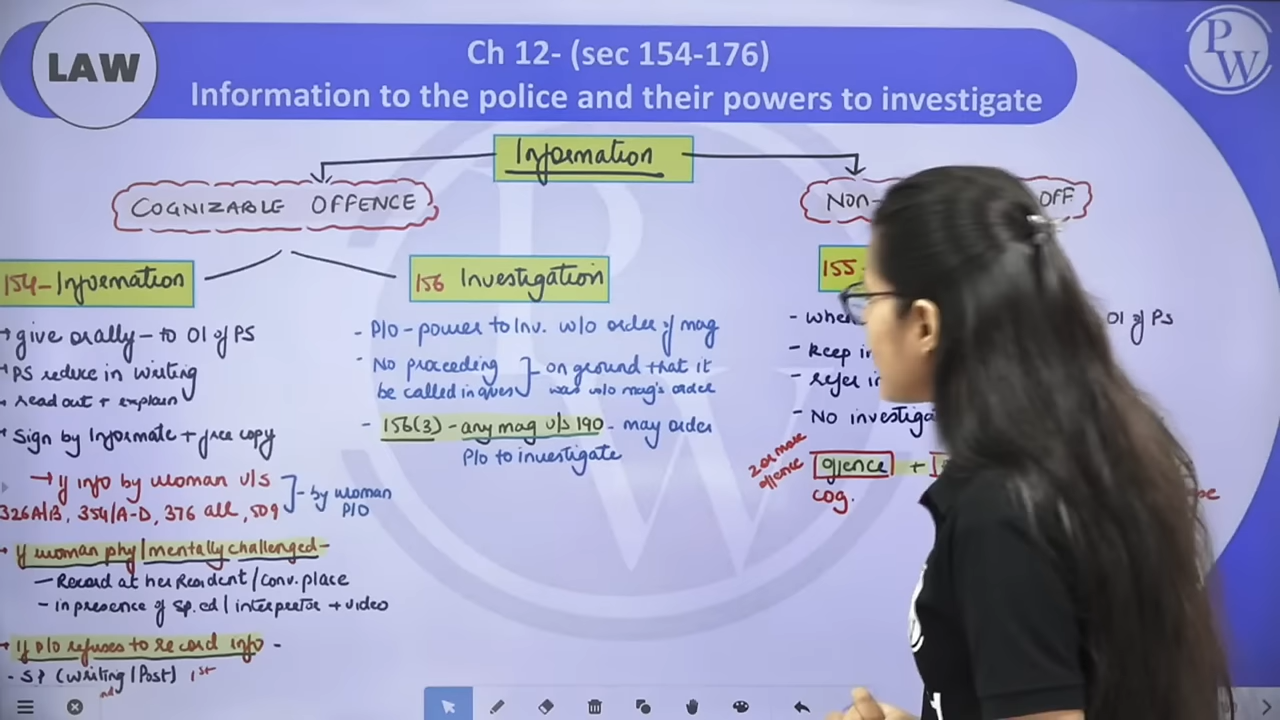 LAW
Ch 12- (sec 154-176)
Information to the police and their powers to investigate
PW
Information
COGNIZABLE OFFENCE
NON-
OFF
154-Information
→ give orally - to OI of PS
PS reduce in writing
read out + explain
Sign by Informate + free copy
→ If info by woman u/s
326A/B, 354/A-D, 376 all, 509
- by woman
P/O
If woman phy/mentally challenged-
- Record at her Resident/Conv. place
- in presence of sp.ed/interpretor + video
If P/O refuses to record info -
- SP (writing/Post) 1st
156 Investigation
- P/O - power to Inv. w/o order of mag
- No proceeding
be called in ques
on ground that it
was w/o mag's order
- 156(3) - any mag u/s 190 - may order
P/O to investigate
155
- when
OI of PS
- keep in
- refer in
- No investiga
2 or more
offence
offence +
cog.